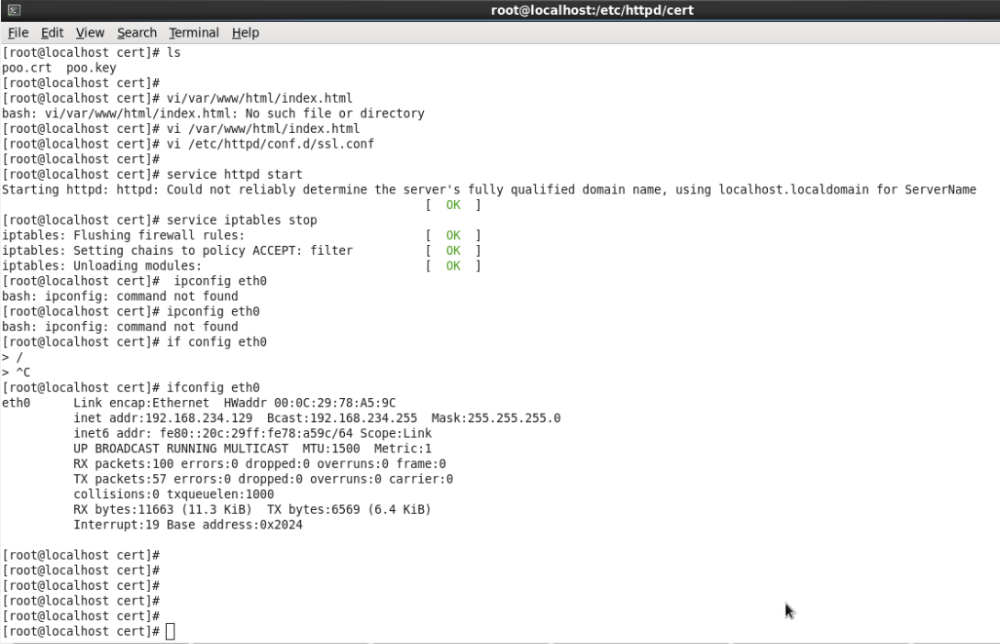 root@localhost:/etc/httpd/cert
File Edit View Search Terminal Help
[root@localhost cert]# ls
poo.crt  poo.key
[root@localhost cert]#
[root@localhost cert]# vi/var/www/html/index.html
bash: vi/var/www/html/index.html: No such file or directory
[root@localhost cert]# vi /var/www/html/index.html
[root@localhost cert]# vi /etc/httpd/conf.d/ssl.conf
[root@localhost cert]#
[root@localhost cert]# service httpd start
Starting httpd: httpd: Could not reliably determine the server's fully qualified domain name, using localhost.localdomain for ServerName
[  OK  ]
[root@localhost cert]# service iptables stop
iptables: Flushing firewall rules:                         [  OK  ]
iptables: Setting chains to policy ACCEPT: filter          [  OK  ]
iptables: Unloading modules:                               [  OK  ]
[root@localhost cert]#  ipconfig eth0
bash: ipconfig: command not found
[root@localhost cert]# ipconfig eth0
bash: ipconfig: command not found
[root@localhost cert]# if config eth0
> /
> ^C
[root@localhost cert]# ifconfig eth0
eth0      Link encap:Ethernet  HWaddr 00:0C:29:78:A5:9C
          inet addr:192.168.234.129  Bcast:192.168.234.255  Mask:255.255.255.0
          inet6 addr: fe80::20c:29ff:fe78:a59c/64 Scope:Link
          UP BROADCAST RUNNING MULTICAST  MTU:1500  Metric:1
          RX packets:100 errors:0 dropped:0 overruns:0 frame:0
          TX packets:57 errors:0 dropped:0 overruns:0 carrier:0
          collisions:0 txqueuelen:1000
          RX bytes:11663 (11.3 KiB)  TX bytes:6569 (6.4 KiB)
          Interrupt:19 Base address:0x2024
[root@localhost cert]#
[root@localhost cert]#
[root@localhost cert]#
[root@localhost cert]#
[root@localhost cert]#
[root@localhost cert]#